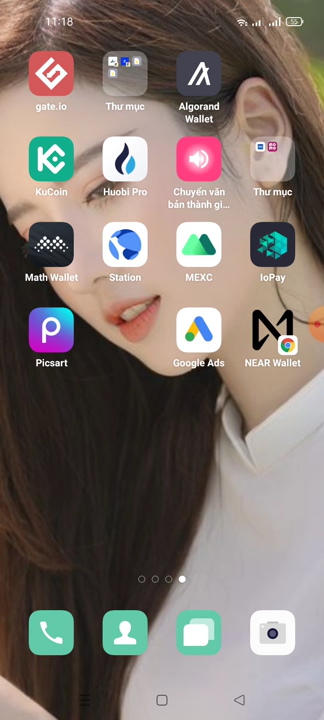 11:18
55
gate.io
Thư mục
Algorand
Wallet
KuCoin
Huobi Pro
Chuyển văn
bản thành gi...
Thư mục
Math Wallet
Station
MEXC
IoPay
Picsart
Google Ads
NEAR Wallet